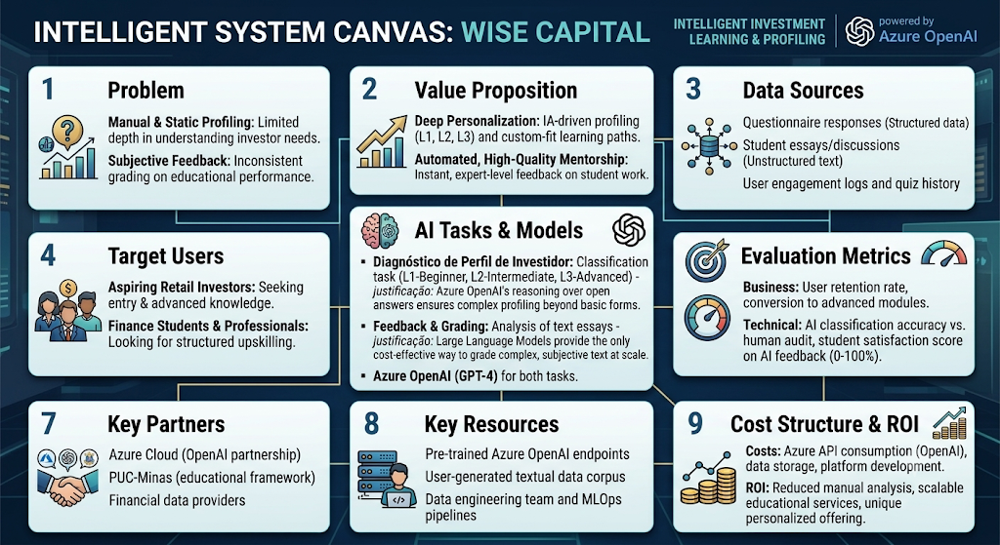 INTELLIGENT SYSTEM CANVAS: WISE CAPITAL
INTELLIGENT INVESTMENT
LEARNING & PROFILING
powered by
Azure OpenAI
1
Problem
Manual & Static Profiling: Limited
depth in understanding investor needs.
Subjective Feedback: Inconsistent
grading on educational performance.
2
Value Proposition
Deep Personalization: IA-driven profiling
(L1, L2, L3) and custom-fit learning paths.
Automated, High-Quality Mentorship:
Instant, expert-level feedback on student work.
3
Data Sources
Questionnaire responses (Structured data)
Student essays/discussions
(Unstructured text)
User engagement logs and quiz history
4
Target Users
Aspiring Retail Investors: Seeking
entry & advanced knowledge.
Finance Students & Professionals:
Looking for structured upskilling.
AI Tasks & Models
▪ Diagnóstico de Perfil de Investidor: Classification
task (L1-Beginner, L2-Intermediate, L3-Advanced) -
justificação: Azure OpenAI's reasoning over open
answers ensures complex profiling beyond basic forms.
▪ Feedback & Grading: Analysis of text essays -
justificação: Large Language Models provide the only
cost-effective way to grade complex, subjective text at scale.
▪ Azure OpenAI (GPT-4) for both tasks.
Evaluation Metrics
Business: User retention rate,
conversion to advanced modules.
Technical: AI classification accuracy vs.
human audit, student satisfaction score
on AI feedback (0-100%).
7
Key Partners
Azure Cloud (OpenAI partnership)
PUC-Minas (educational framework)
Financial data providers
8
Key Resources
Pre-trained Azure OpenAI endpoints
User-generated textual data corpus
Data engineering team and MLOps
pipelines
9
Cost Structure & ROI
Costs: Azure API consumption (OpenAI),
data storage, platform development.
ROI: Reduced manual analysis, scalable
educational services, unique
personalized offering.